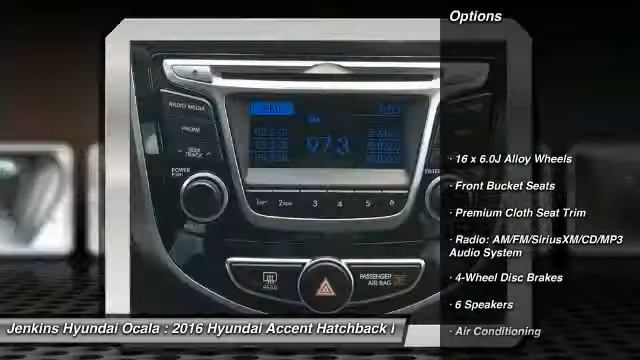 Options
RADIO MEDIA
PHONE
SEEK
TRACK
POWER
PUSH
VOL
973
1
2
3
4
5
6
REAR
PASSENGER
AIR BAG
· 16 x 6.0J Alloy Wheels
· Front Bucket Seats
· Premium Cloth Seat Trim
· Radio: AM/FM/SiriusXM/CD/MP3
Audio System
· 4-Wheel Disc Brakes
· 6 Speakers
· Air Conditioning
Jenkins Hyundai Ocala : 2016 Hyundai Accent Hatchback I